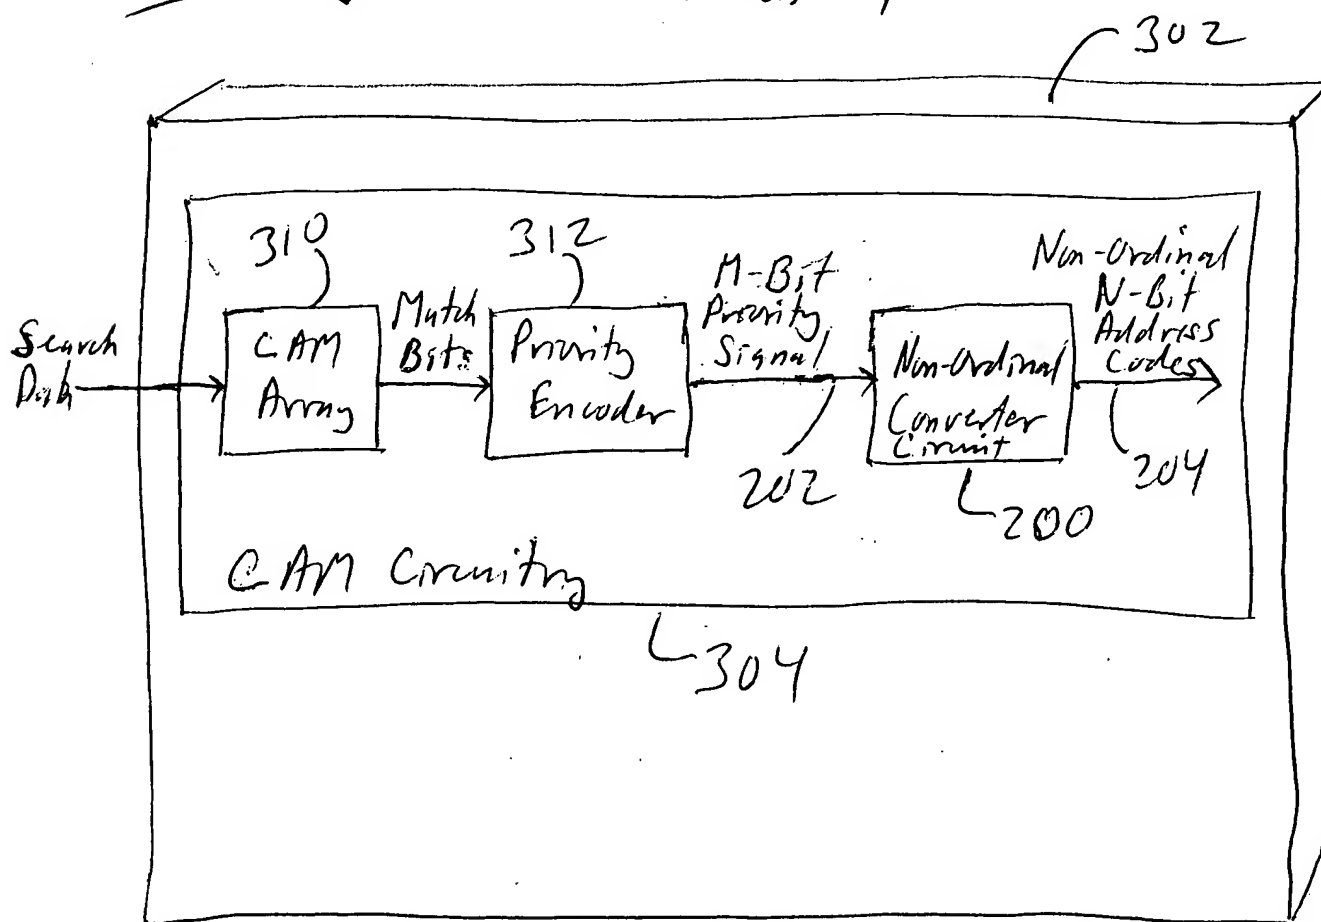 302
310
312
Search
Data
CAM
Array
Match
Bits
Priority
Encoder
M-Bit
Priority
Signal
Non-Ordinal
Converter
Circuit
Non-Ordinal
N-Bit
Address
Codes
202
200
204
CAM Circuitry
304